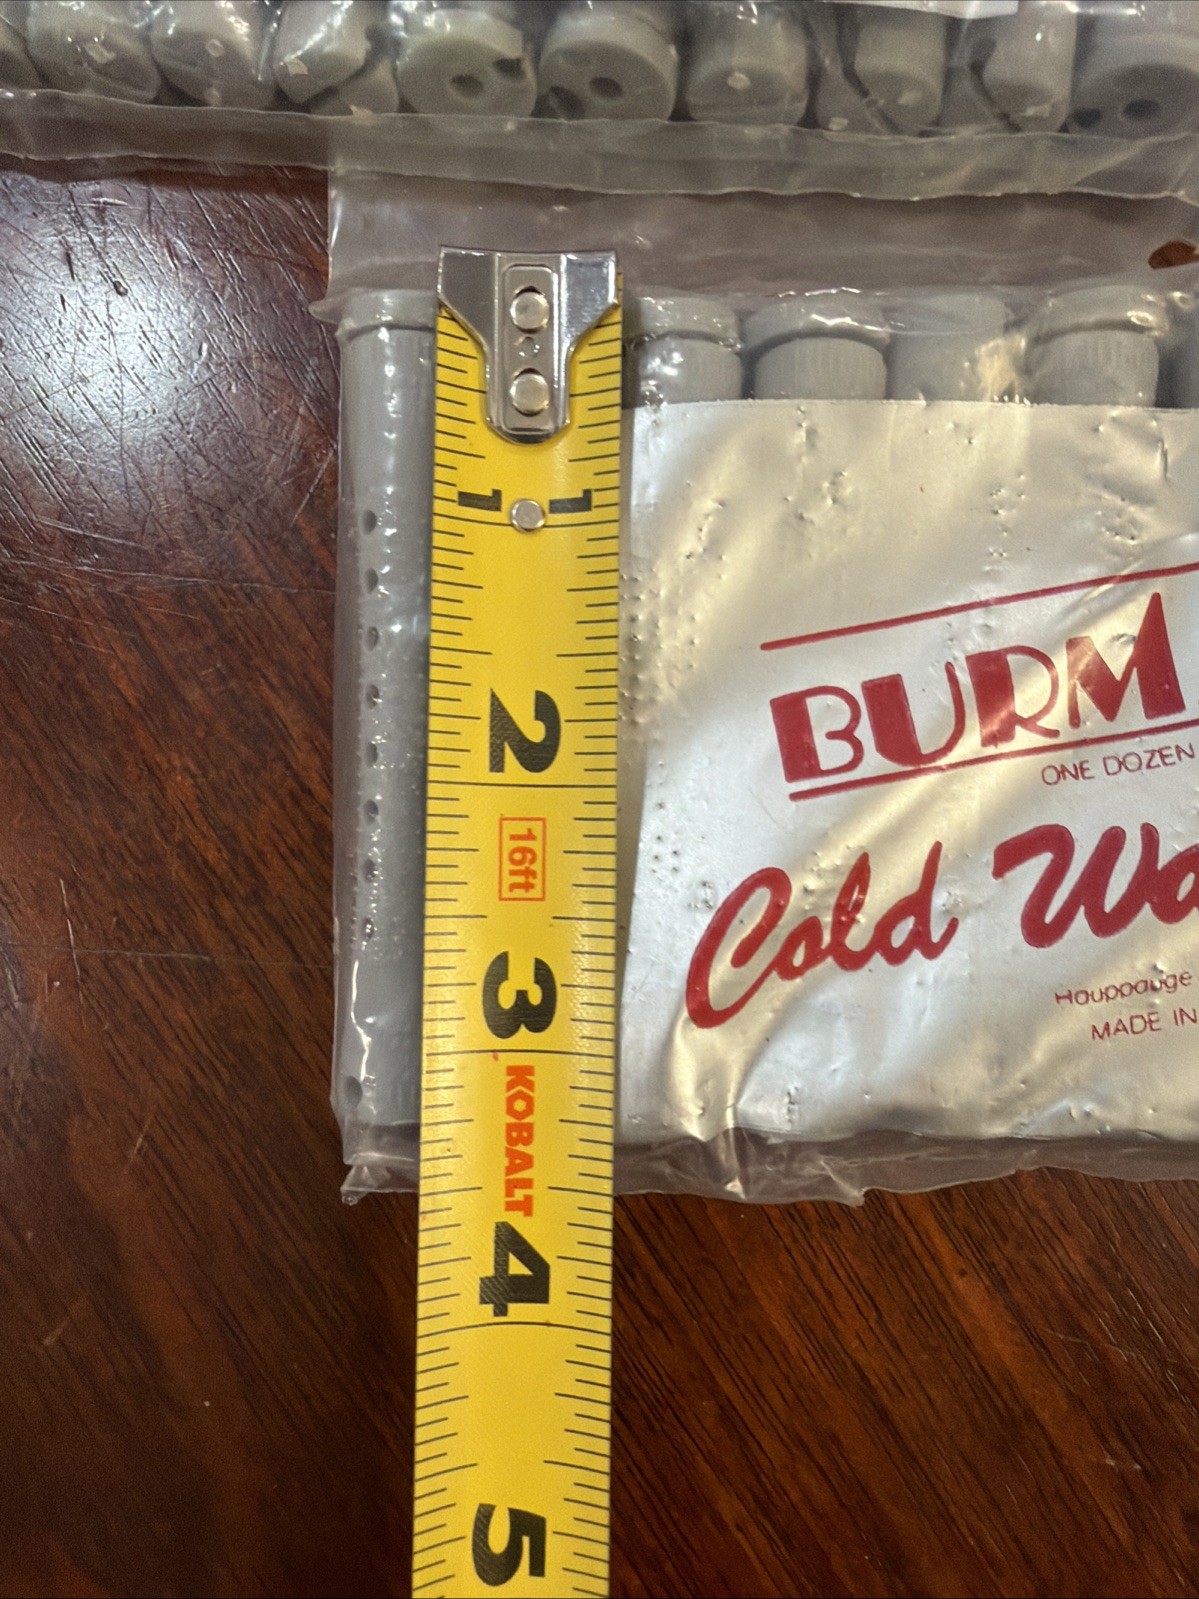 1 1
2
16ft
3
KOBALT
4
5
BURM
ONE DOZEN
Cold Wa
Hauppauge
MADE IN